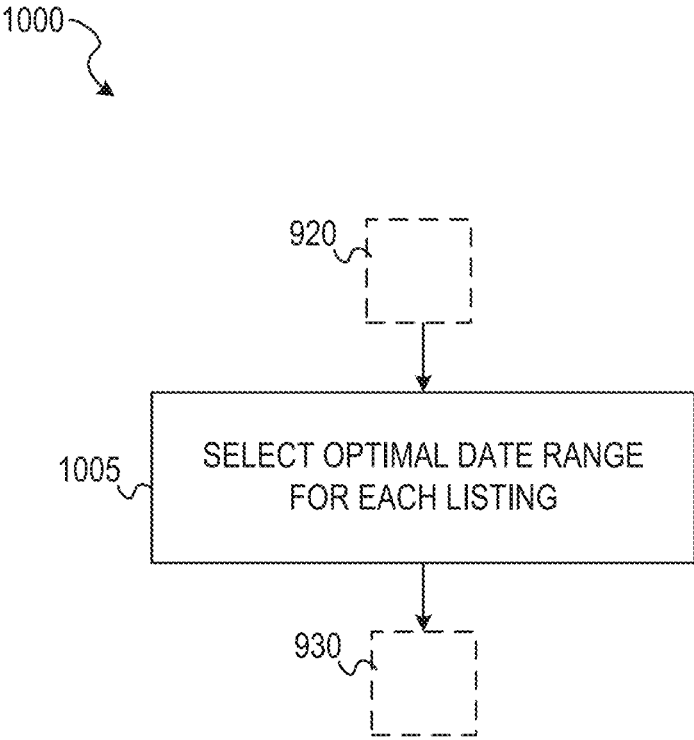 1000
920
1005
SELECT OPTIMAL DATE RANGE
FOR EACH LISTING
930